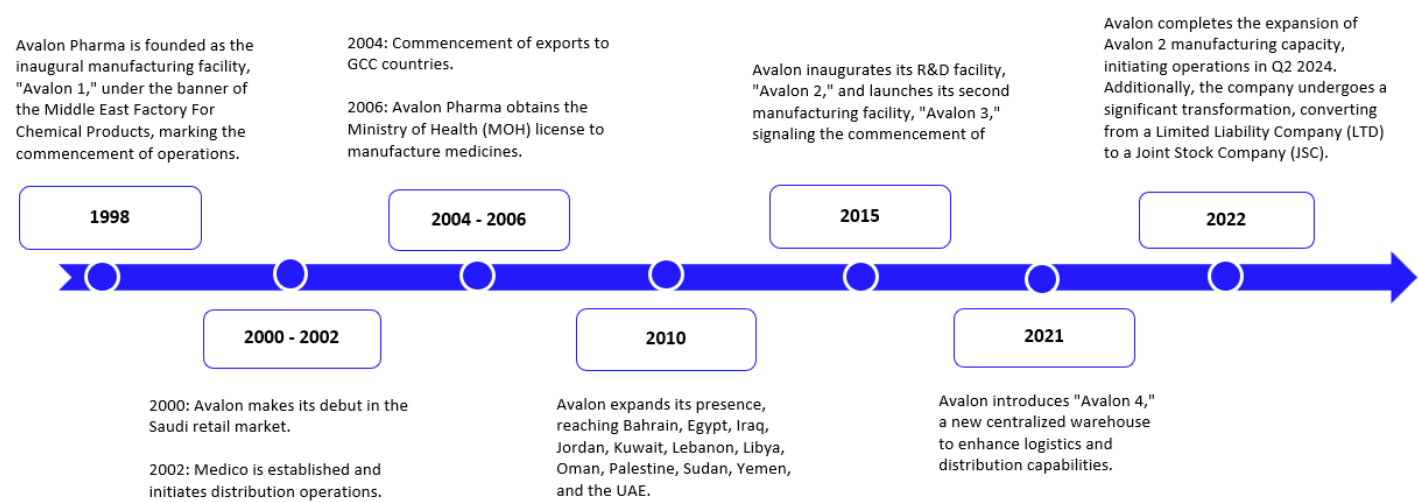 Avalon Pharma is founded as the
inaugural manufacturing facility,
"Avalon 1," under the banner of
the Middle East Factory For
Chemical Products, marking the
commencement of operations.
1998
2000 - 2002
2000: Avalon makes its debut in the
Saudi retail market.
2002: Medico is established and
initiates distribution operations.
2004: Commencement of exports to
GCC countries.
2006: Avalon Pharma obtains the
Ministry of Health (MOH) license to
manufacture medicines.
2004 - 2006
2010
Avalon expands its presence,
reaching Bahrain, Egypt, Iraq,
Jordan, Kuwait, Lebanon, Libya,
Oman, Palestine, Sudan, Yemen,
and the UAE.
Avalon inaugurates its R&D facility,
"Avalon 2," and launches its second
manufacturing facility, "Avalon 3,"
signaling the commencement of
2015
2021
Avalon introduces "Avalon 4,"
a new centralized warehouse
to enhance logistics and
distribution capabilities.
Avalon completes the expansion of
Avalon 2 manufacturing capacity,
initiating operations in Q2 2024.
Additionally, the company undergoes a
significant transformation, converting
from a Limited Liability Company (LTD)
to a Joint Stock Company (JSC).
2022